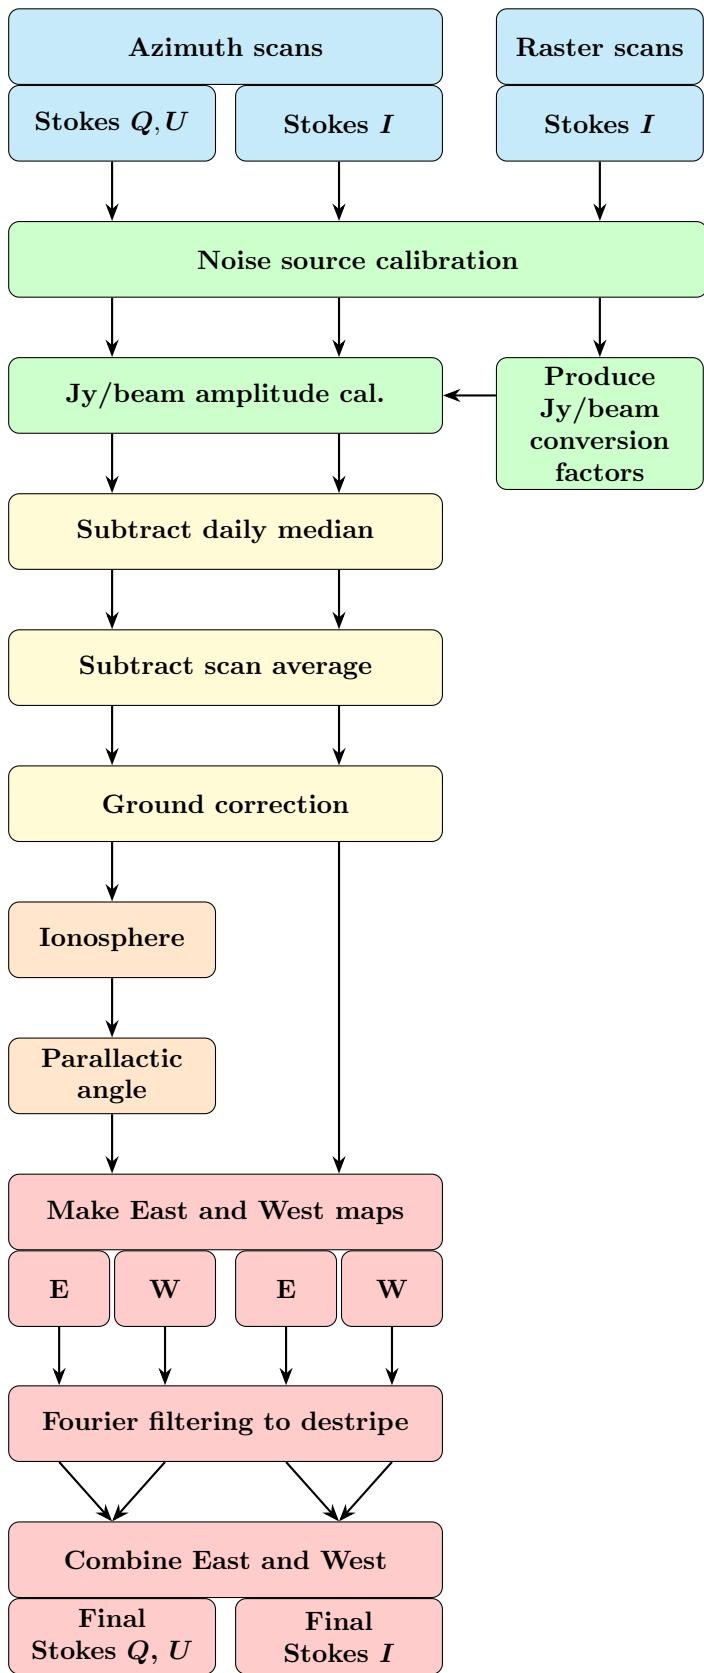 Azimuth scans
Raster scans
Stokes Q, U
Stokes I
Stokes I
Noise source calibration
Jy/beam amplitude cal.
Produce
Jy/beam
conversion
factors
Subtract daily median
Subtract scan average
Ground correction
Ionosphere
Parallactic
angle
Make East and West maps
E
W
E
W
Fourier filtering to destripe
Combine East and West
Final
Stokes Q, U
Final
Stokes I